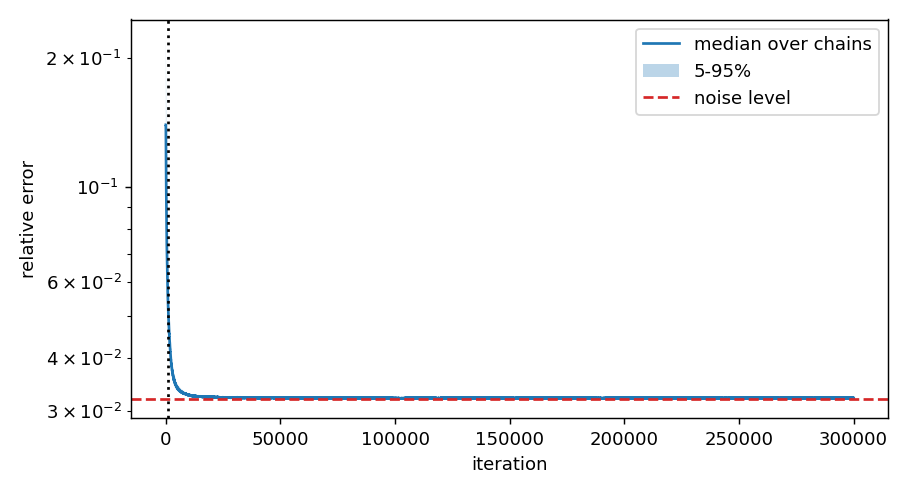 median over chains
5-95%
noise level
relative error
2 × 10⁻¹
10⁻¹
6 × 10⁻²
4 × 10⁻²
3 × 10⁻²
0 50000 100000 150000 200000 250000 300000
iteration